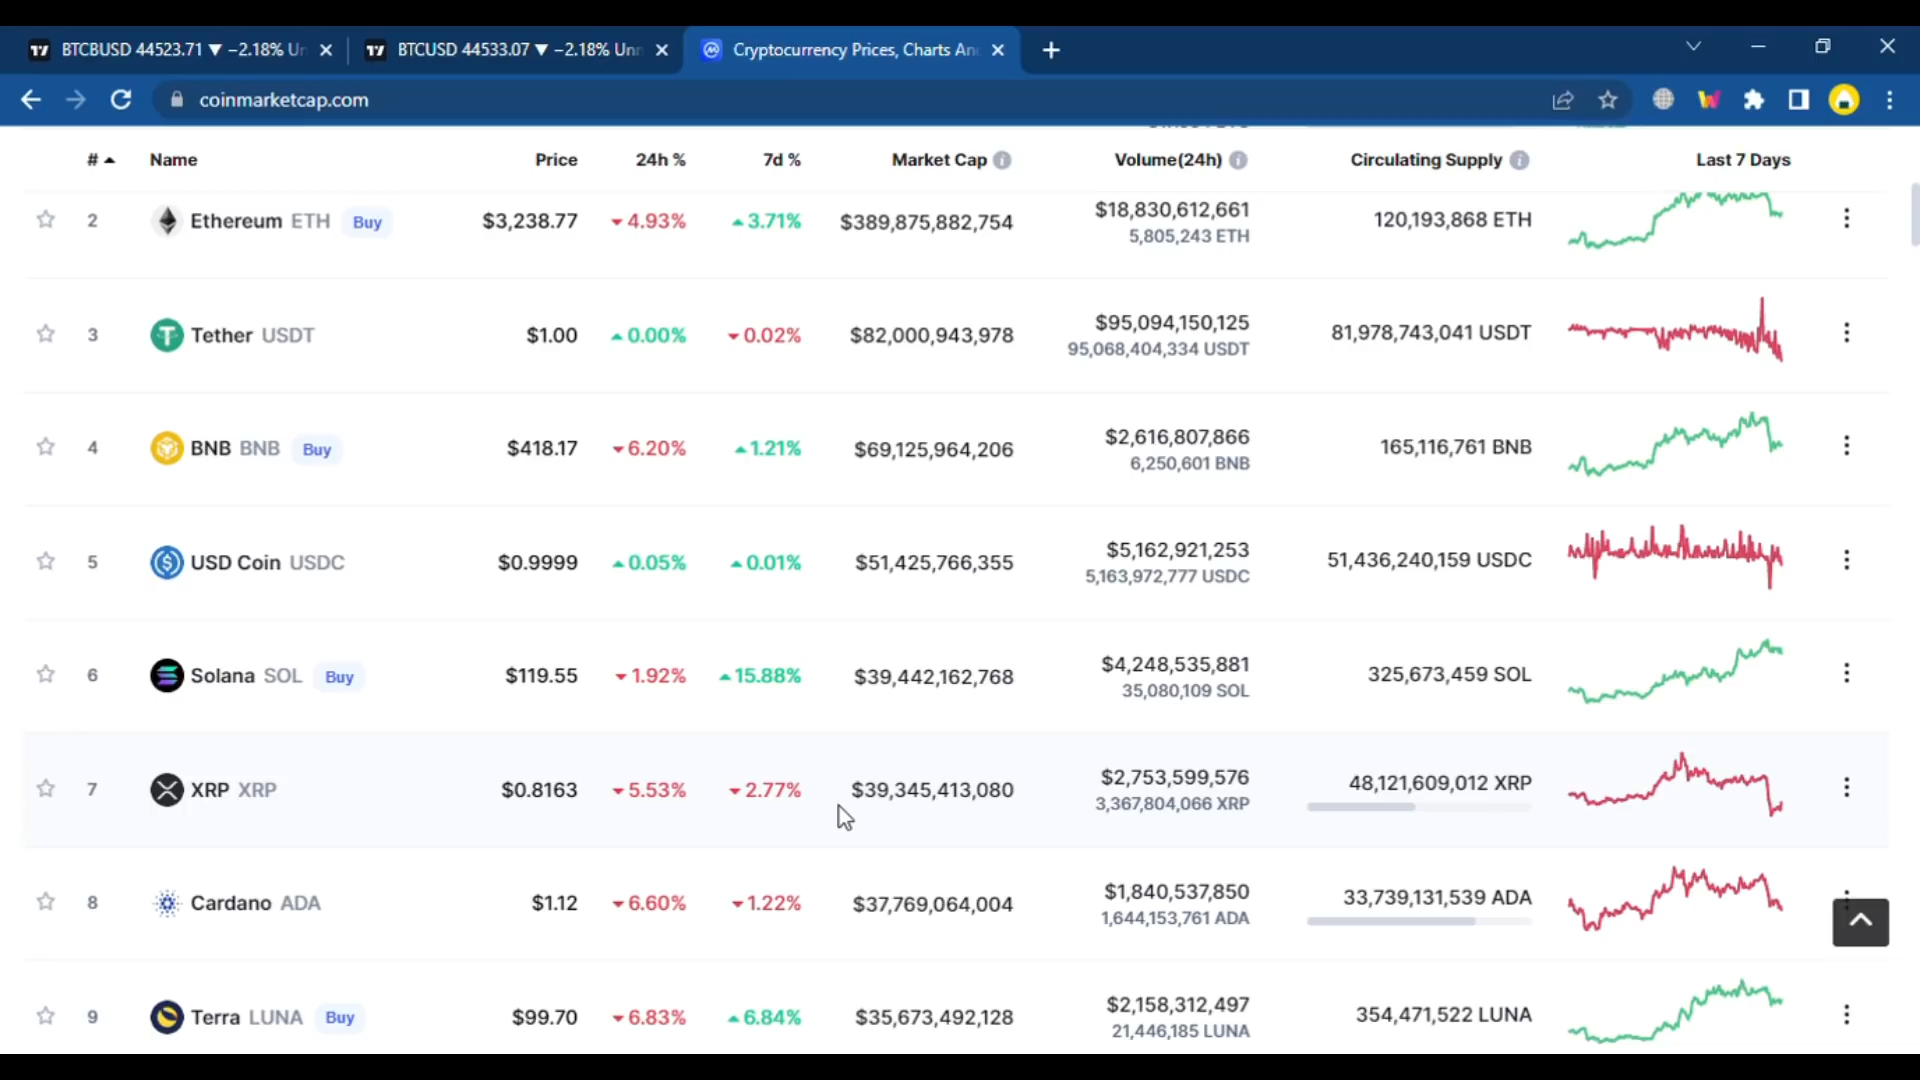 BTCBUSD 44523.71 ▼ −2.18% Un
BTCUSD 44533.07 ▼ −2.18% Unn
Cryptocurrency Prices, Charts An
coinmarketcap.com
# Name Price 24h % 7d % Market Cap Volume(24h) Circulating Supply Last 7 Days
2 Ethereum ETH Buy $3,238.77 4.93% 3.71% $389,875,882,754 $18,830,612,661 120,193,868 ETH
5,805,243 ETH
3 Tether USDT $1.00 0.00% 0.02% $82,000,943,978 $95,094,150,125 81,978,743,041 USDT
95,068,404,334 USDT
4 BNB BNB Buy $418.17 6.20% 1.21% $69,125,964,206 $2,616,807,866 165,116,761 BNB
6,250,601 BNB
5 USD Coin USDC $0.9999 0.05% 0.01% $51,425,766,355 $5,162,921,253 51,436,240,159 USDC
5,163,972,777 USDC
6 Solana SOL Buy $119.55 1.92% 15.88% $39,442,162,768 $4,248,535,881 325,673,459 SOL
35,080,109 SOL
7 XRP XRP $0.8163 5.53% 2.77% $39,345,413,080 $2,753,599,576 48,121,609,012 XRP
3,367,804,066 XRP
8 Cardano ADA $1.12 6.60% 1.22% $37,769,064,004 $1,840,537,850 33,739,131,539 ADA
1,644,153,761 ADA
9 Terra LUNA Buy $99.70 6.83% 6.84% $35,673,492,128 $2,158,312,497 354,471,522 LUNA
21,446,185 LUNA